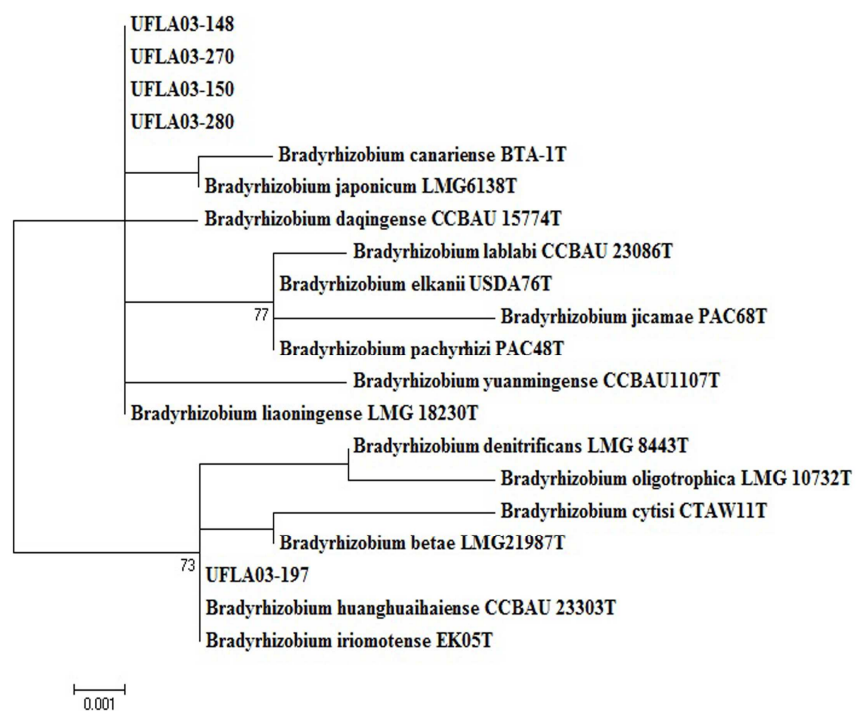 UFLA03-148
UFLA03-270
UFLA03-150
UFLA03-280
Bradyrhizobium canariense BTA-1T
Bradyrhizobium japonicum LMG6138T
Bradyrhizobium daqingense CCBAU 15774T
Bradyrhizobium lablabi CCBAU 23086T
Bradyrhizobium elkanii USDA76T
77
Bradyrhizobium jicamae PAC68T
Bradyrhizobium pachyrhizi PAC48T
Bradyrhizobium yuanmingense CCBAU1107T
Bradyrhizobium liaoningense LMG 18230T
Bradyrhizobium denitrificans LMG 8443T
Bradyrhizobium oligotrophica LMG 10732T
Bradyrhizobium cytisi CTAW11T
Bradyrhizobium betae LMG21987T
73
UFLA03-197
Bradyrhizobium huanghuaihaiense CCBAU 23303T
Bradyrhizobium iriomotense EK05T
0.001